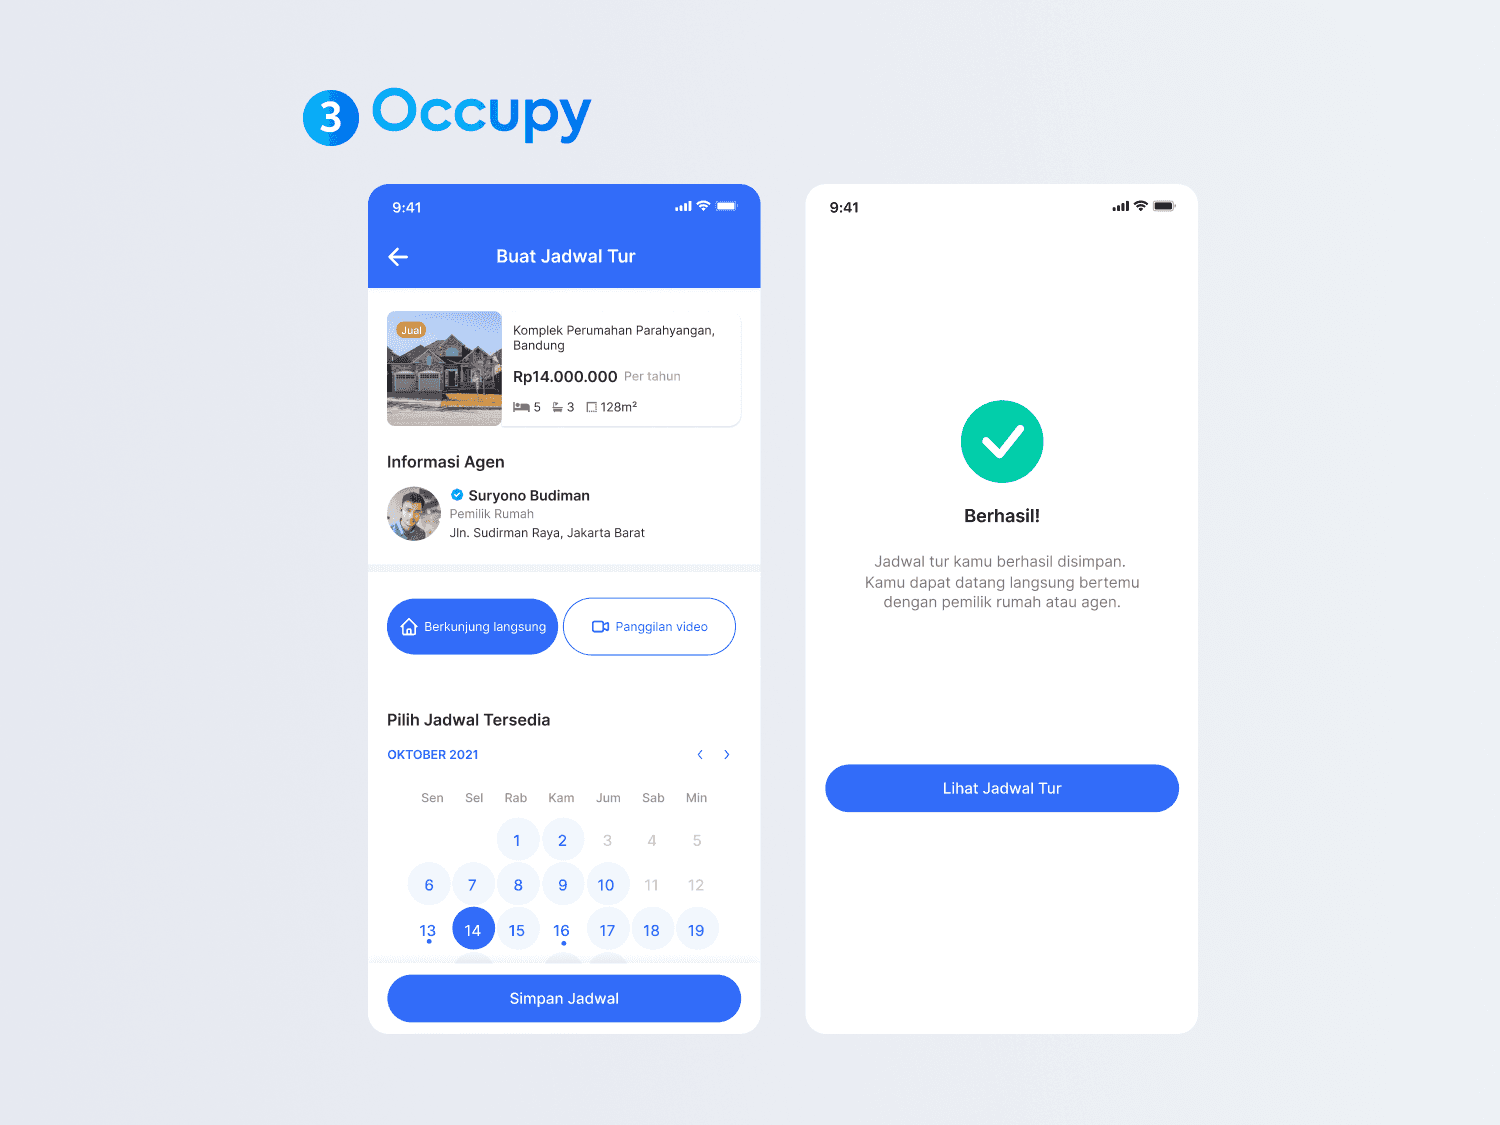 3 Occupy
9:41
Buat Jadwal Tur
Jual
Komplek Perumahan Parahyangan,
Bandung
Rp14.000.000 Per tahun
5 3 128m²
Informasi Agen
Suryono Budiman
Pemilik Rumah
Jln. Sudirman Raya, Jakarta Barat
Berkunjung langsung
Panggilan video
Pilih Jadwal Tersedia
OKTOBER 2021
Sen Sel Rab Kam Jum Sab Min
1 2 3 4 5
6 7 8 9 10 11 12
13 14 15 16 17 18 19
Simpan Jadwal
9:41
Berhasil!
Jadwal tur kamu berhasil disimpan.
Kamu dapat datang langsung bertemu
dengan pemilik rumah atau agen.
Lihat Jadwal Tur